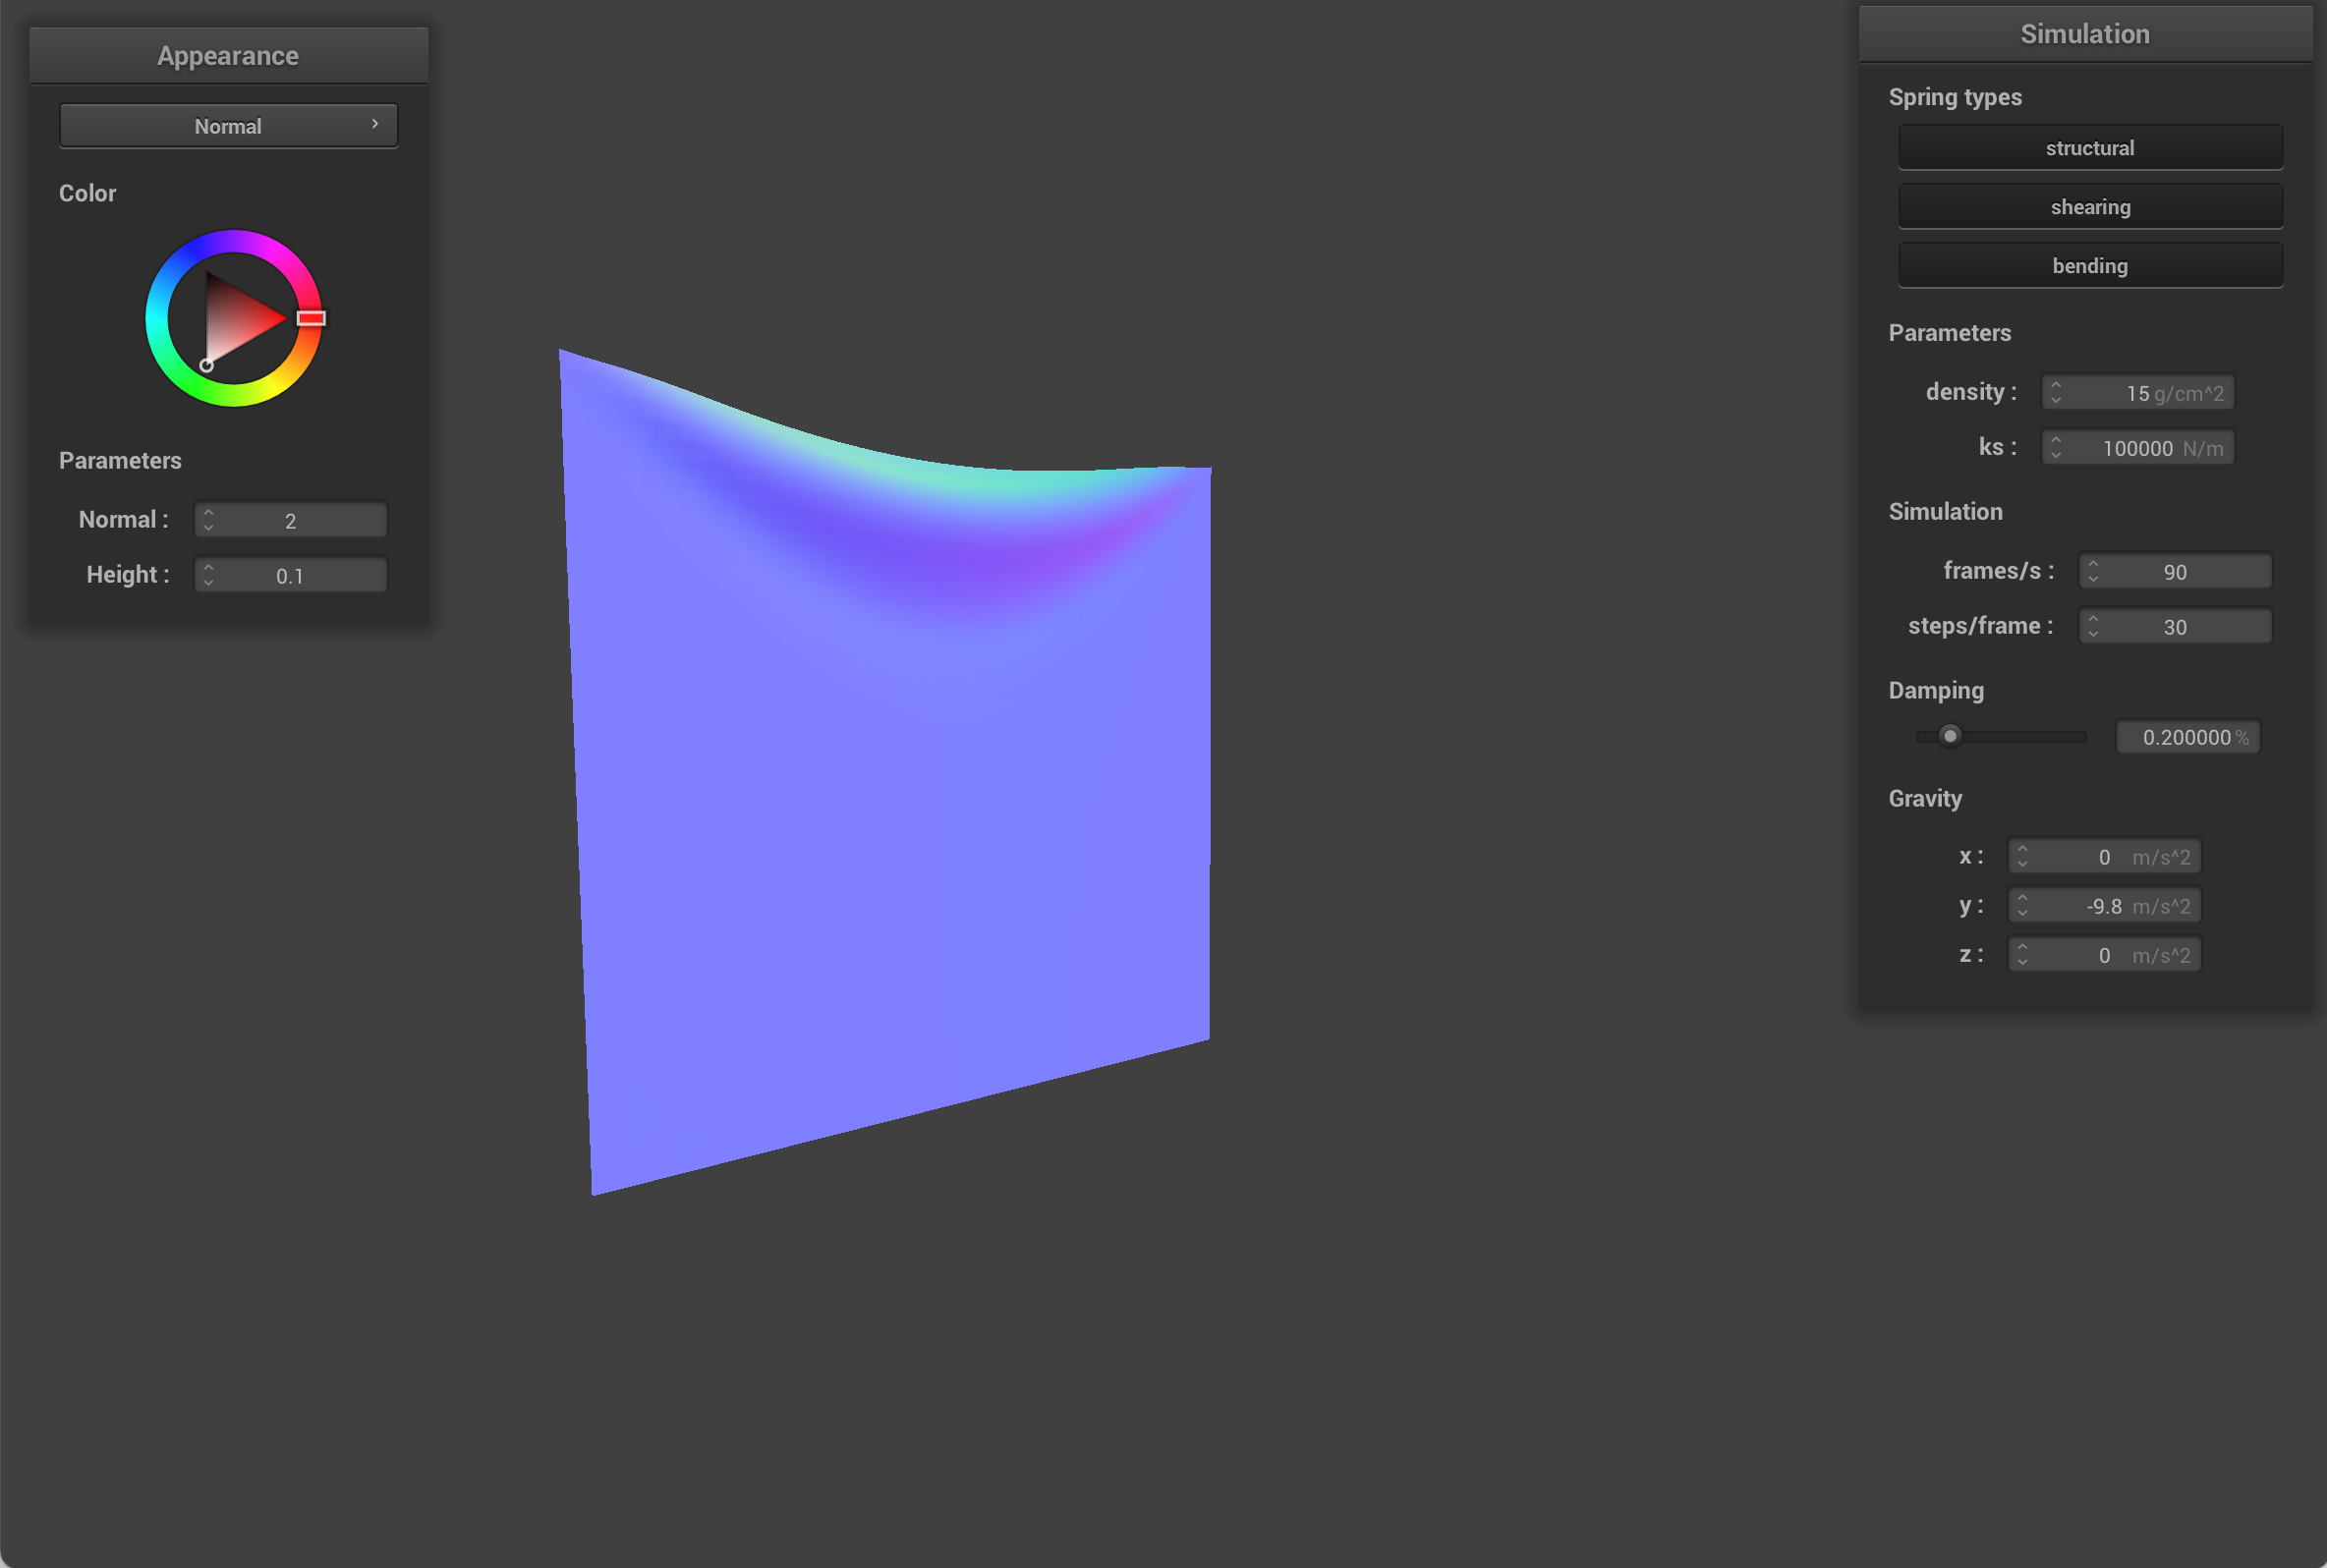 Appearance
Normal
Color
Parameters
Normal : 2
Height : 0.1
Simulation
Spring types
structural
shearing
bending
Parameters
density : 15 g/cm^2
ks : 100000 N/m
Simulation
frames/s : 90
steps/frame : 30
Damping
0.200000 %
Gravity
x : 0 m/s^2
y : -9.8 m/s^2
z : 0 m/s^2